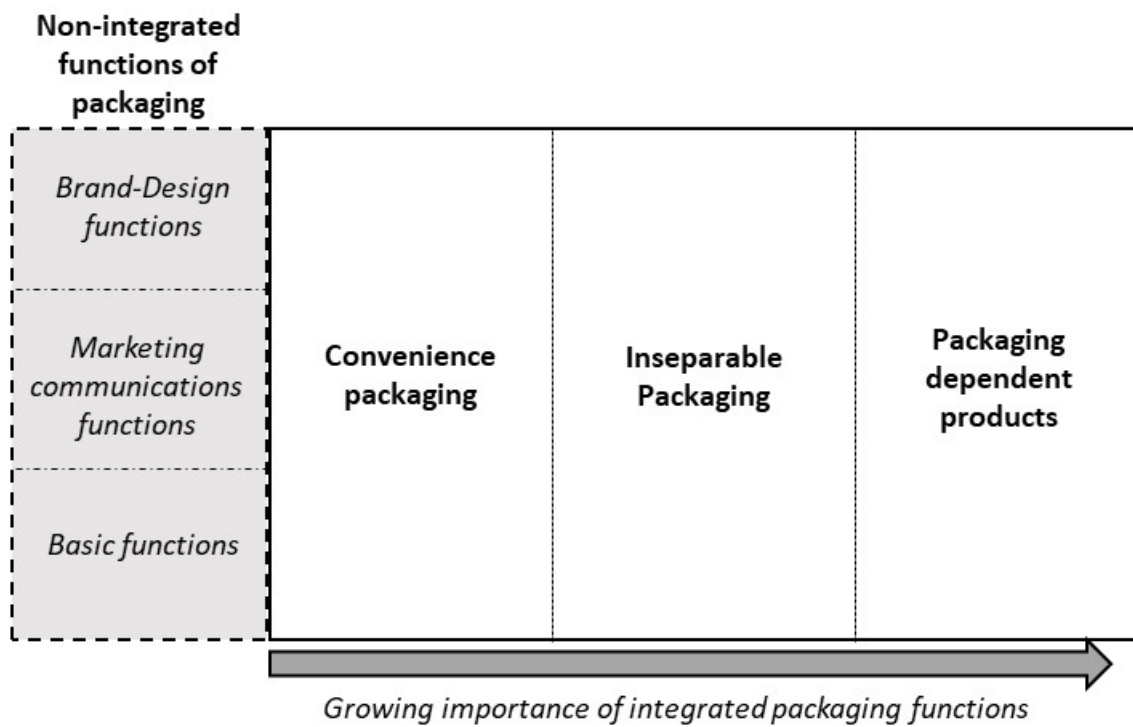 Non-integrated
functions of
packaging
Brand-Design
functions
Marketing
communications
functions
Basic functions
Convenience
packaging
Inseparable
Packaging
Packaging
dependent
products
Growing importance of integrated packaging functions